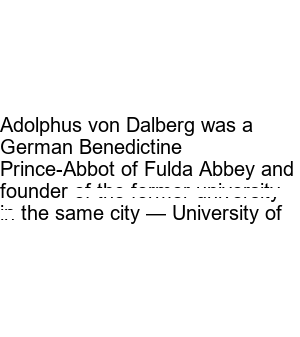 Adolphus von Dalberg was a
German Benedictine
Prince-Abbot of Fulda Abbey and
founder of the former university
in the same city — University of